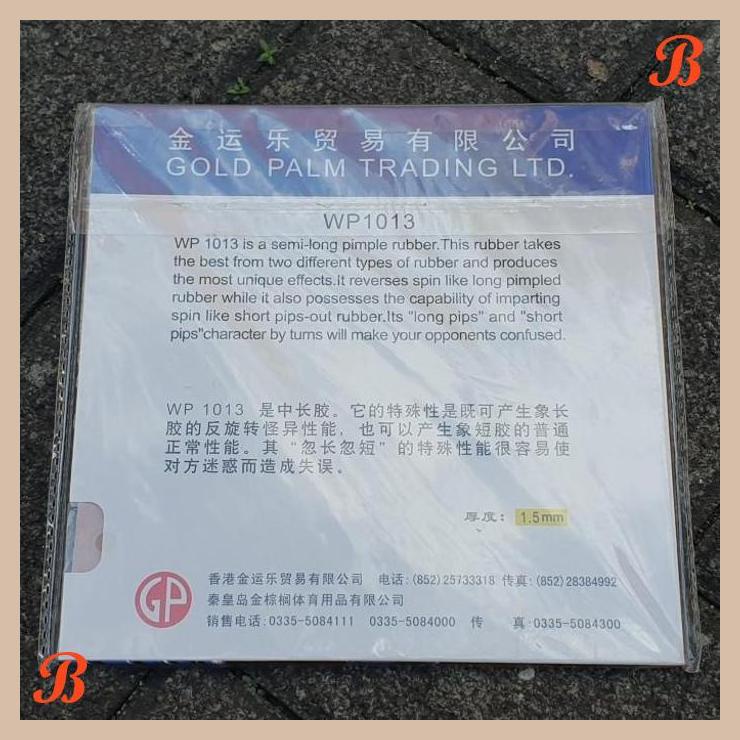 B
金运乐贸易有限公司
GOLD PALM TRADING LTD.
WP1013
WP 1013 is a semi-long pimple rubber.This rubber takes
the best from two different types of rubber and produces
the most unique effects.It reverses spin like long pimpled
rubber while it also possesses the capability of imparting
spin like short pips-out rubber.Its "long pips" and "short
pips"character by turns will make your opponents confused.
WP 1013 是中长胶。它的特殊性是既可产生象长
胶的反旋转怪异性能，也可以产生象短胶的普通
正常性能。其“忽长忽短”的特殊性能很容易使
对方迷惑而造成失误。
厚度：1.5mm
GP
香港金运乐贸易有限公司 电话:(852)25733318 传真:(852)28384992
秦皇岛金棕榈体育用品有限公司
销售电话:0335-5084111 0335-5084000 传 真:0335-5084300
B